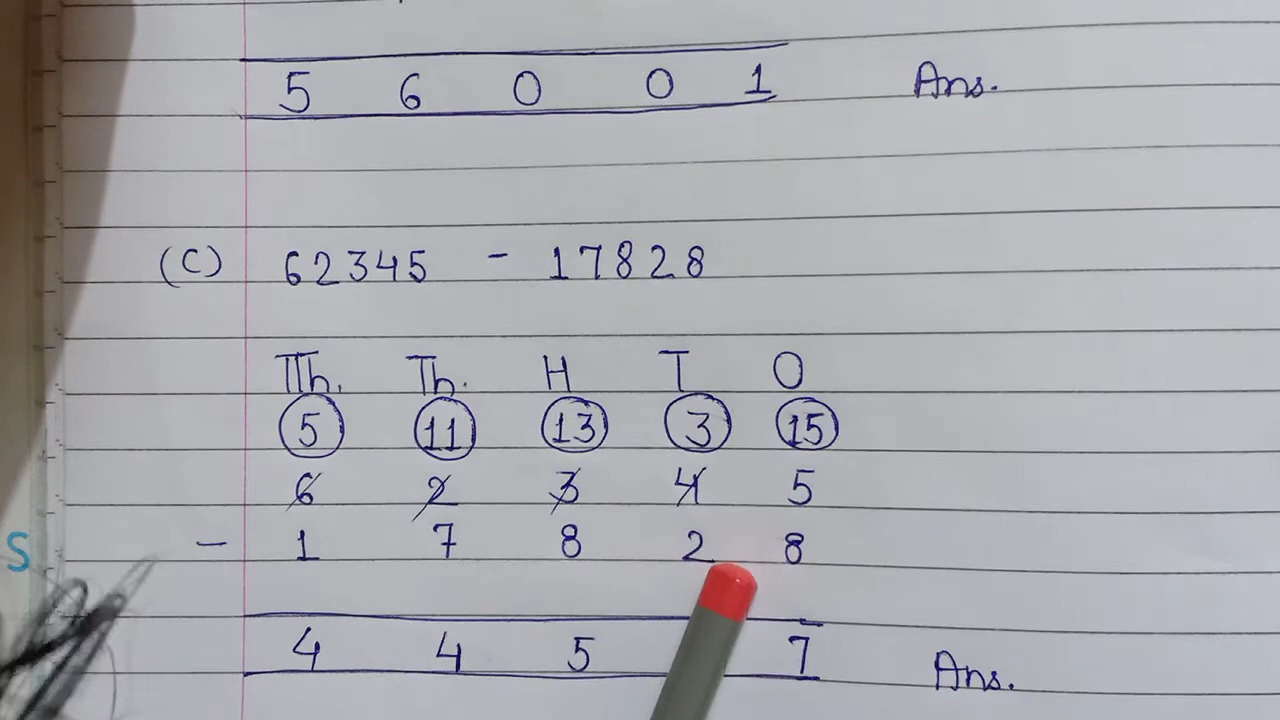 5 6 0 0 1 Ans.
(C) 62345 - 17828
TTh. Th. H T O
5 11 13 3 15
6 2 3 4 5
- 1 7 8 2 8
4 4 5 7 Ans.
S